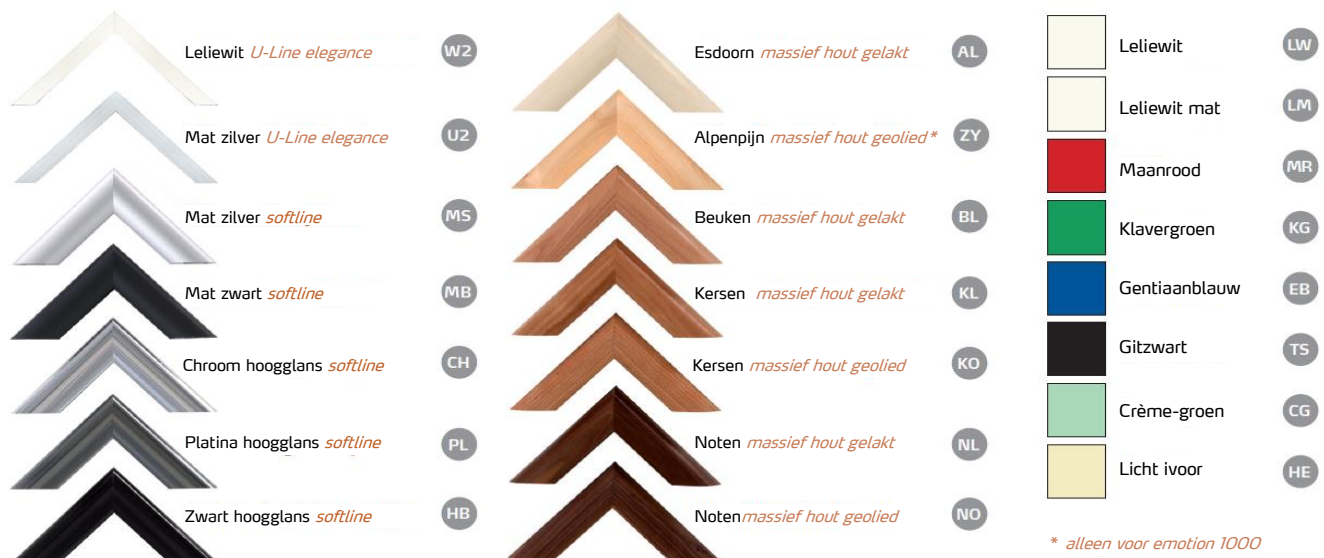 Leliewit U-Line elegance W2
Mat zilver U-Line elegance U2
Mat zilver softline MS
Mat zwart softline MB
Chroom hoogglans softline CH
Platina hoogglans softline PL
Zwart hoogglans softline HB
Esdoorn massief hout gelakt AL
Alpenpijn massief hout geolied * ZY
Beuken massief hout gelakt BL
Kersen massief hout gelakt KL
Kersen massief hout geolied KO
Noten massief hout gelakt NL
Noten massief hout geolied NO
Leliewit LW
Leliewit mat LM
Maanrood MR
Klavergroen KG
Gentiaanblauw EB
Gitzwart TS
Crème-groen CG
Licht ivoor HE
* alleen voor emotion 1000